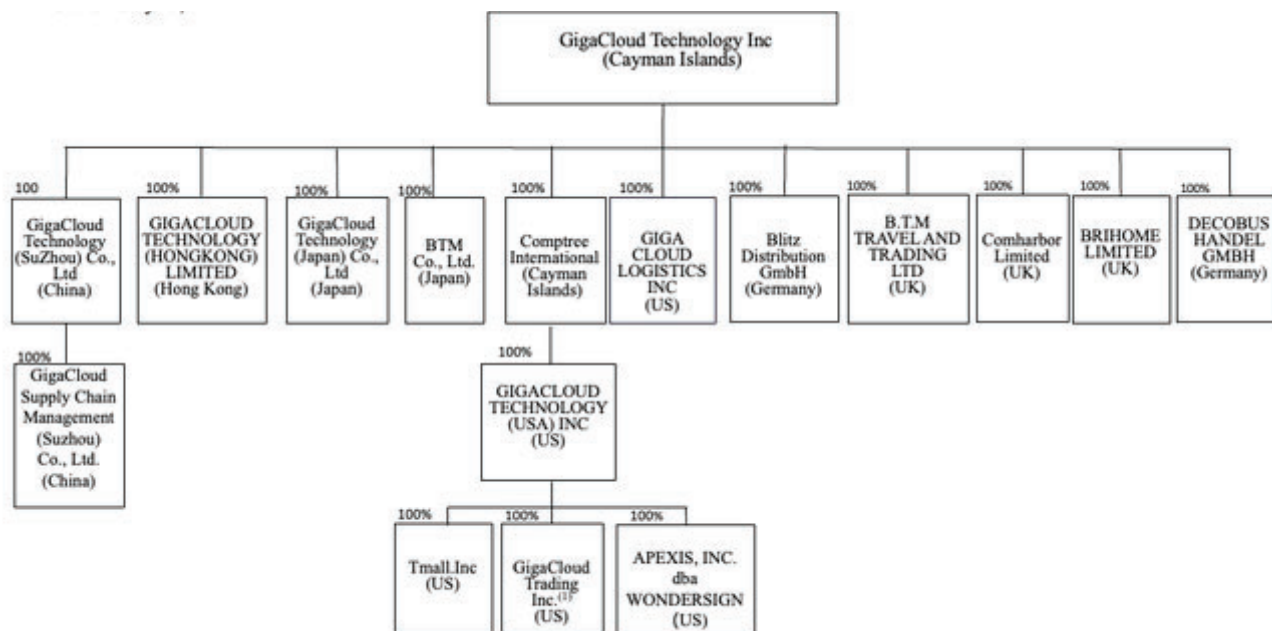 GigaCloud Technology Inc
(Cayman Islands)
100
GigaCloud
Technology
(SuZhou) Co.,
Ltd
(China)
100%
GIGACLOUD
TECHNOLOGY
(HONGKONG)
LIMITED
(Hong Kong)
100%
GigaCloud
Technology
(Japan) Co.,
Ltd
(Japan)
100%
BTM
Co., Ltd.
(Japan)
100%
Comptree
International
(Cayman
Islands)
100%
GIGA
CLOUD
LOGISTICS
INC
(US)
100%
Blitz
Distribution
GmbH
(Germany)
100%
B.T.M
TRAVEL AND
TRADING
LTD
(UK)
100%
Comharbor
Limited
(UK)
100%
BRIHOME
LIMITED
(UK)
100%
DECOBUS
HANDEL
GMBH
(Germany)
100%
GigaCloud
Supply Chain
Management
(Suzhou)
Co., Ltd.
(China)
100%
GIGACLOUD
TECHNOLOGY
(USA) INC
(US)
100%
Tmall.Inc
(US)
100%
GigaCloud
Trading
Inc.(1)
(US)
100%
APEXIS, INC.
dba
WONDERSIGN
(US)